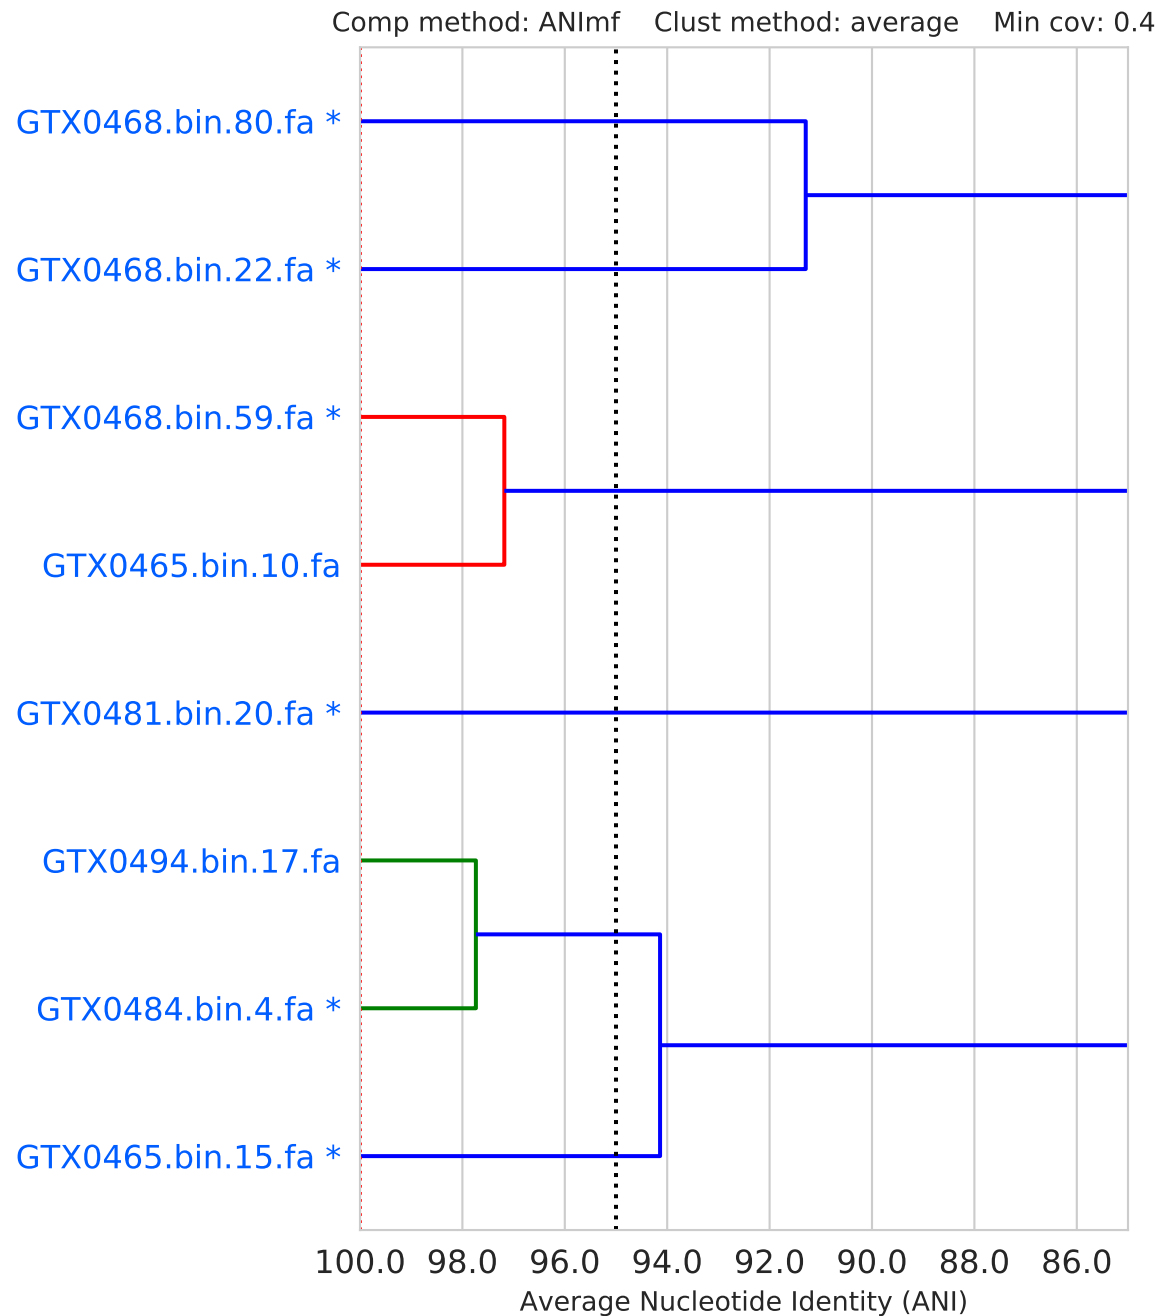 Comp method: ANImf    Clust method: average    Min cov: 0.4
GTX0468.bin.80.fa *
GTX0468.bin.22.fa *
GTX0468.bin.59.fa *
GTX0465.bin.10.fa
GTX0481.bin.20.fa *
GTX0494.bin.17.fa
GTX0484.bin.4.fa *
GTX0465.bin.15.fa *
100.0 98.0 96.0 94.0 92.0 90.0 88.0 86.0
Average Nucleotide Identity (ANI)